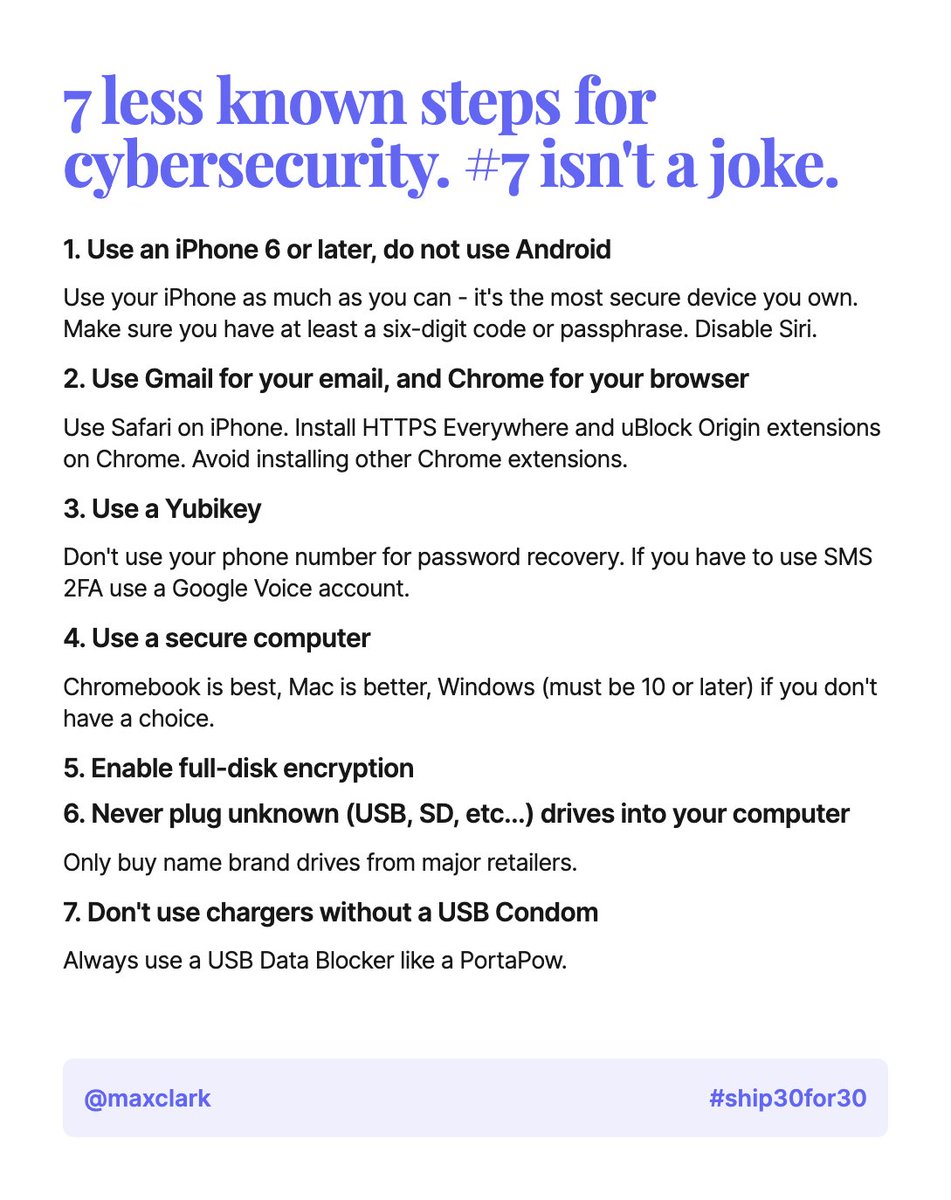 7 less known steps for
cybersecurity. #7 isn't a joke.
1. Use an iPhone 6 or later, do not use Android
Use your iPhone as much as you can - it's the most secure device you own.
Make sure you have at least a six-digit code or passphrase. Disable Siri.
2. Use Gmail for your email, and Chrome for your browser
Use Safari on iPhone. Install HTTPS Everywhere and uBlock Origin extensions
on Chrome. Avoid installing other Chrome extensions.
3. Use a Yubikey
Don't use your phone number for password recovery. If you have to use SMS
2FA use a Google Voice account.
4. Use a secure computer
Chromebook is best, Mac is better, Windows (must be 10 or later) if you don't
have a choice.
5. Enable full-disk encryption
6. Never plug unknown (USB, SD, etc...) drives into your computer
Only buy name brand drives from major retailers.
7. Don't use chargers without a USB Condom
Always use a USB Data Blocker like a PortaPow.
@maxclark #ship30for30